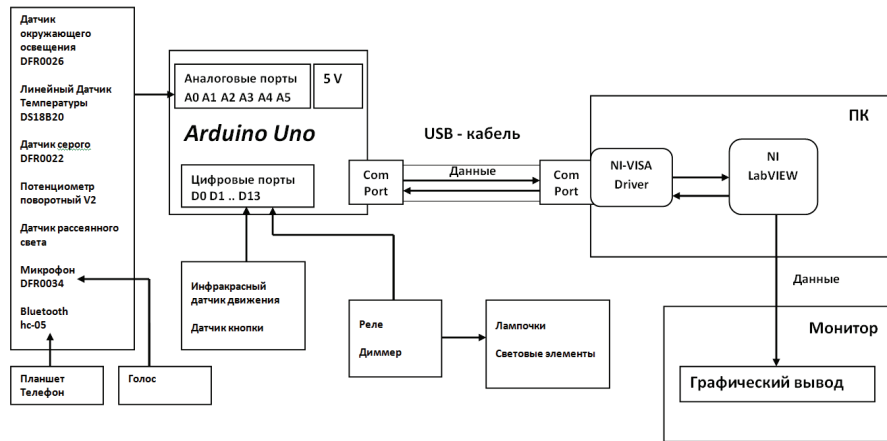 Датчик
окружающего
освещения
DFR0026
Линейный Датчик
Температуры
DS18B20
Датчик серого
DFR0022
Потенциометр
поворотный V2
Датчик рассеянного
света
Микрофон
DFR0034
Bluetooth
hc-05
Планшет
Телефон
Голос
Аналоговые порты
A0 A1 A2 A3 A4 A5
5 V
Arduino Uno
Цифровые порты
D0 D1 .. D13
Инфракрасный
датчик движения
Датчик кнопки
Реле
Диммер
Лампочки
Световые элементы
USB - кабель
Com
Port
Данные
Com
Port
ПК
NI-VISA
Driver
NI
LabVIEW
Данные
Монитор
Графический вывод